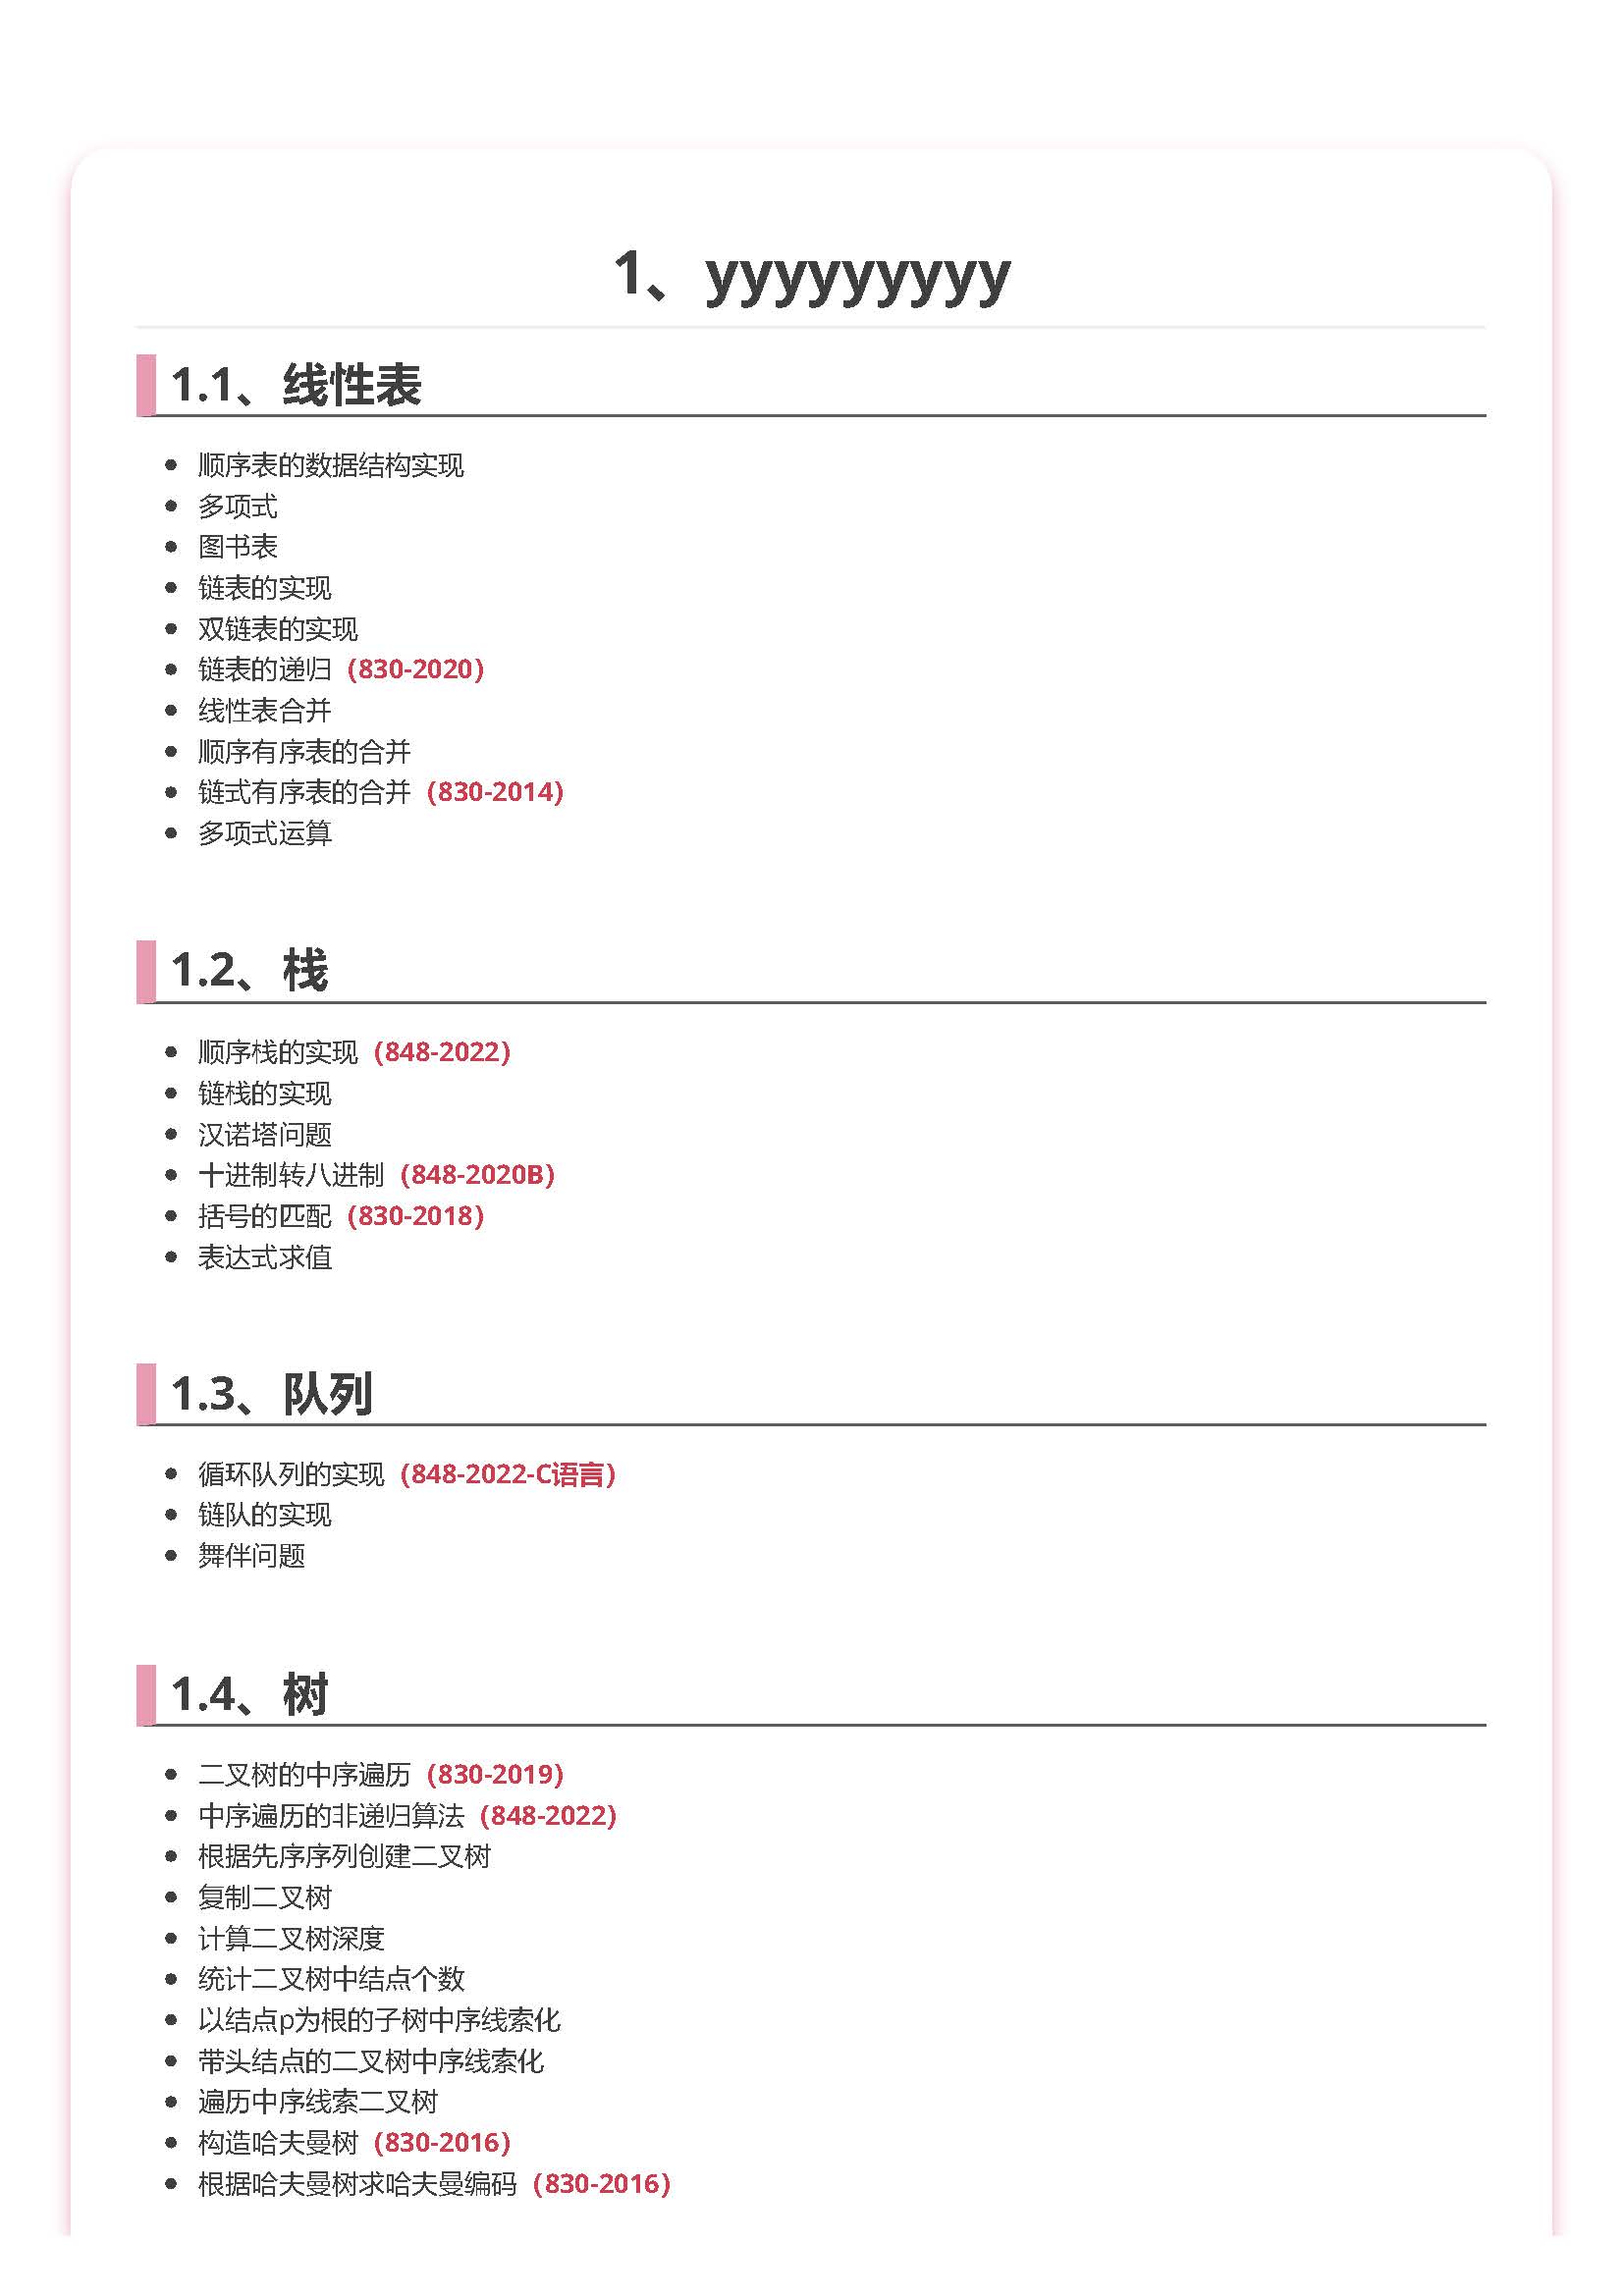 1、yyyyyyyyy
1.1、线性表
顺序表的数据结构实现
多项式
图书表
链表的实现
双链表的实现
链表的递归（830-2020）
线性表合并
顺序有序表的合并
链式有序表的合并（830-2014）
多项式运算
1.2、栈
顺序栈的实现（848-2022）
链栈的实现
汉诺塔问题
十进制转八进制（848-2020B）
括号的匹配（830-2018）
表达式求值
1.3、队列
循环队列的实现（848-2022-C语言）
链队的实现
舞伴问题
1.4、树
二叉树的中序遍历（830-2019）
中序遍历的非递归算法（848-2022）
根据先序序列创建二叉树
复制二叉树
计算二叉树深度
统计二叉树中结点个数
以结点p为根的子树中序线索化
带头结点的二叉树中序线索化
遍历中序线索二叉树
构造哈夫曼树（830-2016）
根据哈夫曼树求哈夫曼编码（830-2016）